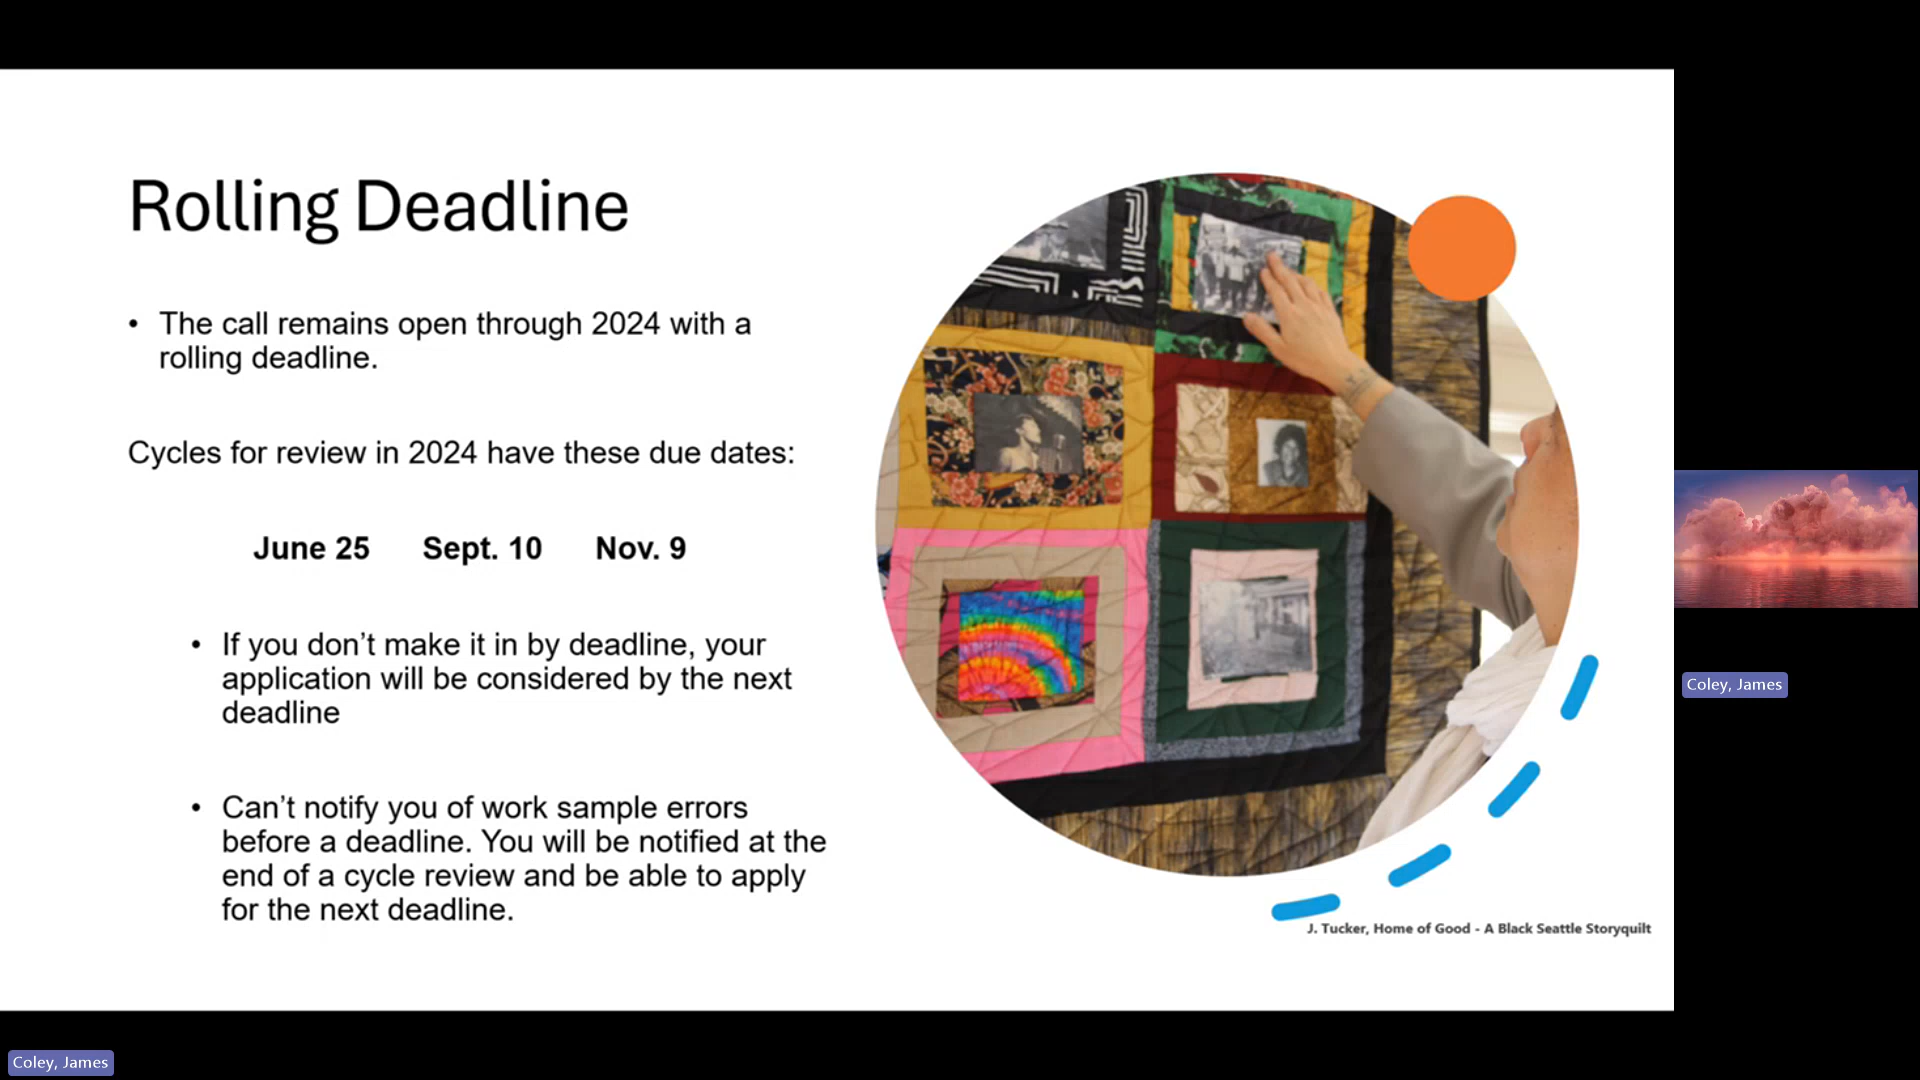 Rolling Deadline
• The call remains open through 2024 with a
rolling deadline.
Cycles for review in 2024 have these due dates:
June 25 Sept. 10 Nov. 9
• If you don’t make it in by deadline, your
application will be considered by the next
deadline
• Can’t notify you of work sample errors
before a deadline. You will be notified at the
end of a cycle review and be able to apply
for the next deadline.
J. Tucker, Home of Good - A Black Seattle Storyquilt
Coley, James
Coley, James